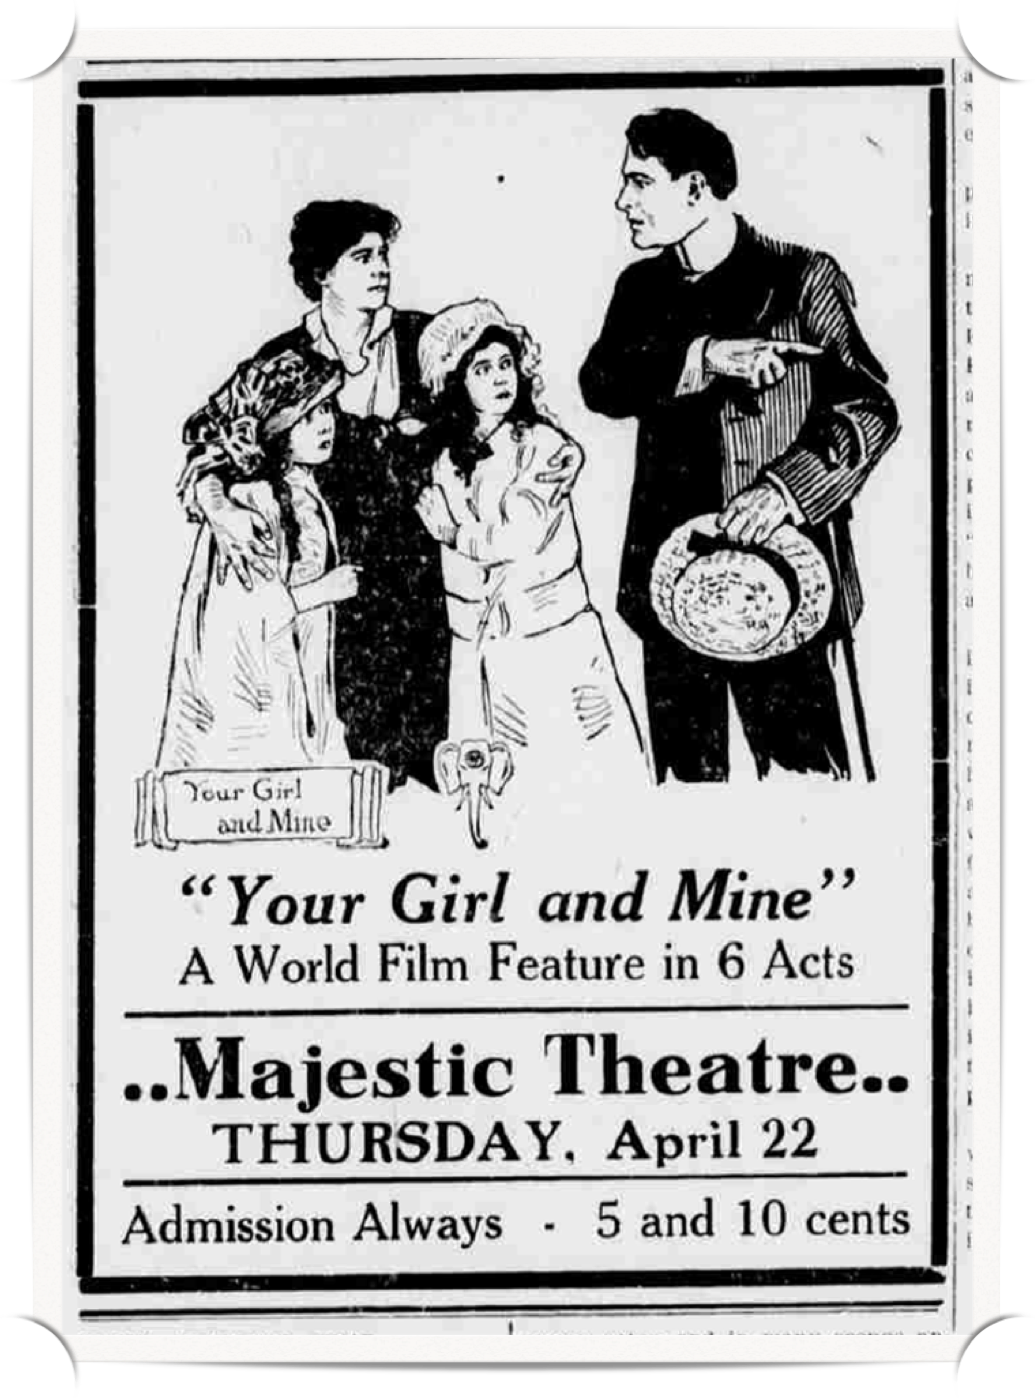 Your Girl
and Mine
“Your Girl and Mine”
A World Film Feature in 6 Acts
..Majestic Theatre..
THURSDAY, April 22
Admission Always - 5 and 10 cents